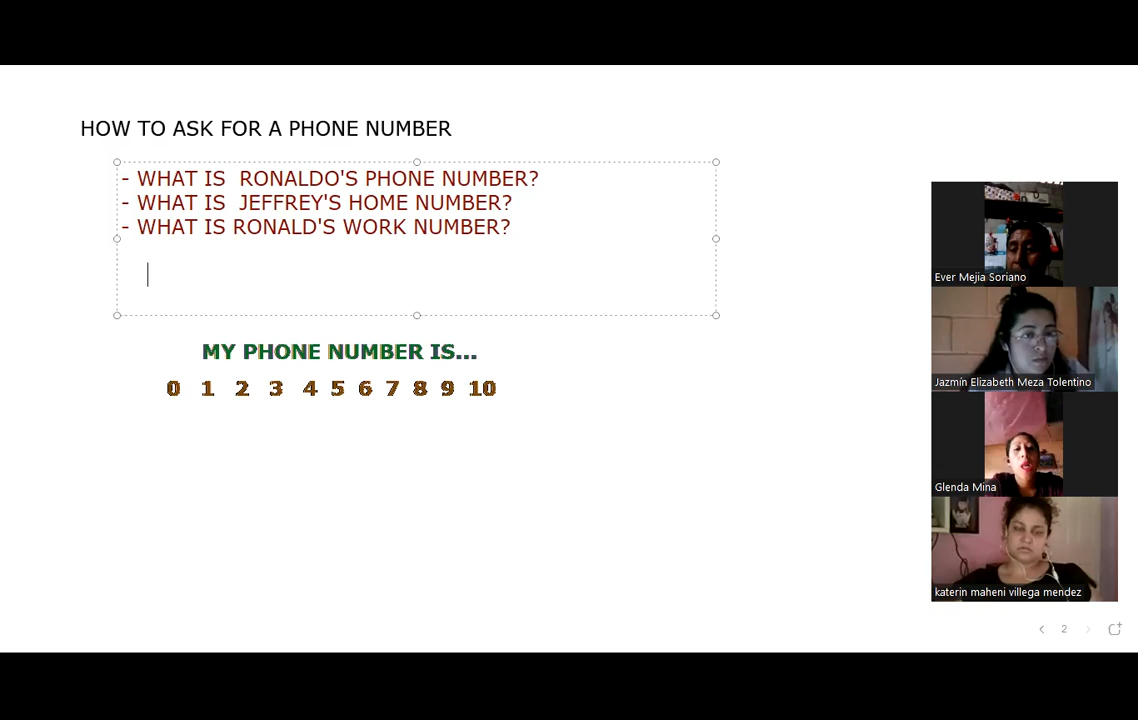 HOW TO ASK FOR A PHONE NUMBER
- WHAT IS  RONALDO'S PHONE NUMBER?
- WHAT IS  JEFFREY'S HOME NUMBER?
- WHAT IS RONALD'S WORK NUMBER?
MY PHONE NUMBER IS...
0 1 2 3 4 5 6 7 8 9 10
Ever Mejia Soriano
Jazmín Elizabeth Meza Tolentino
Glenda Mina
katerin maheni villega mendez
2